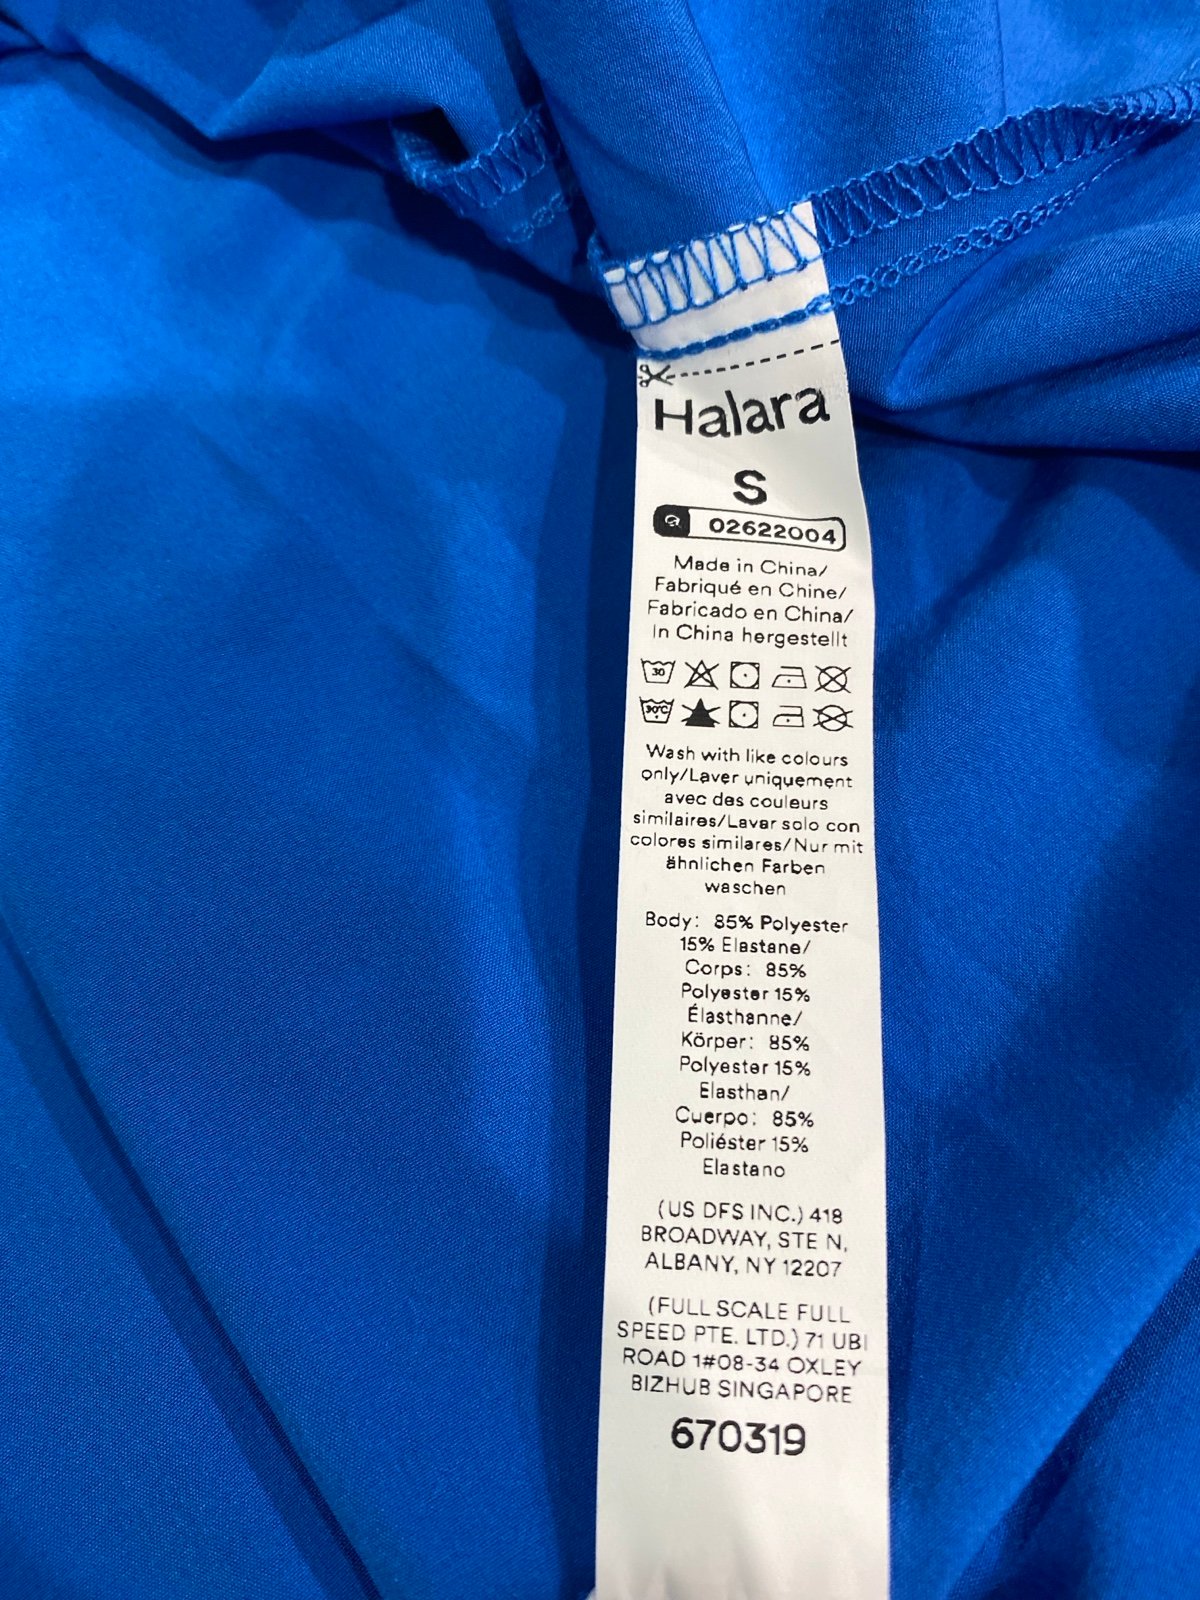 Halara
S
02622004
Made in China/
Fabriqué en Chine/
Fabricado en China/
In China hergestellt
30
30°C
Wash with like colours
only/Laver uniquement
avec des couleurs
similaires/Lavar solo con
colores similares/Nur mit
ähnlichen Farben
waschen
Body: 85% Polyester
15% Elastane/
Corps: 85%
Polyester 15%
Élasthanne/
Körper: 85%
Polyester 15%
Elasthan/
Cuerpo: 85%
Poliéster 15%
Elastano
(US DFS INC.) 418
BROADWAY, STE N,
ALBANY, NY 12207
(FULL SCALE FULL
SPEED PTE. LTD.) 71 UBI
ROAD 1#08-34 OXLEY
BIZHUB SINGAPORE
670319